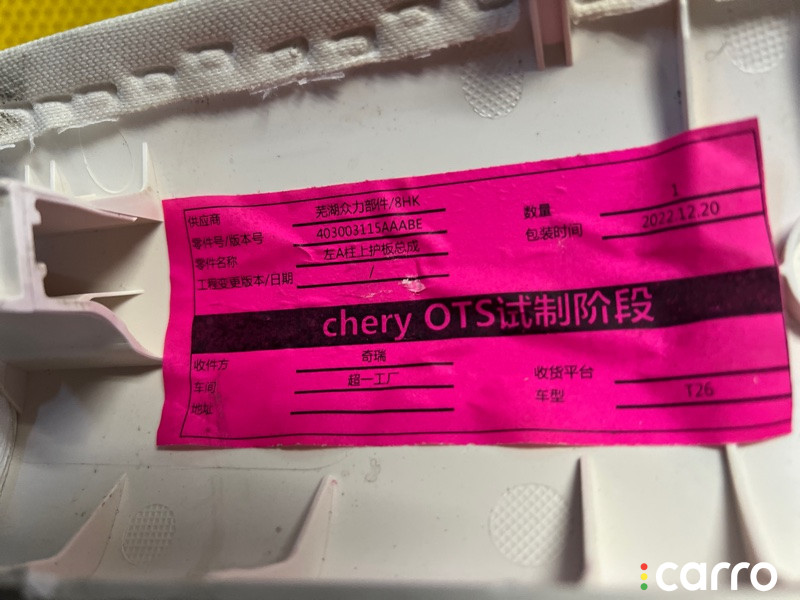 供应商 芜湖众力部件/8HK 数量 1
零件号/版本号 403003115AAABE 包装时间 2022.12.20
零件名称 左A柱上护板总成
工程变更版本/日期 /
chery OTS试制阶段
收件方 奇瑞 收货平台
车间 超一工厂 车型 T26
地址
carro